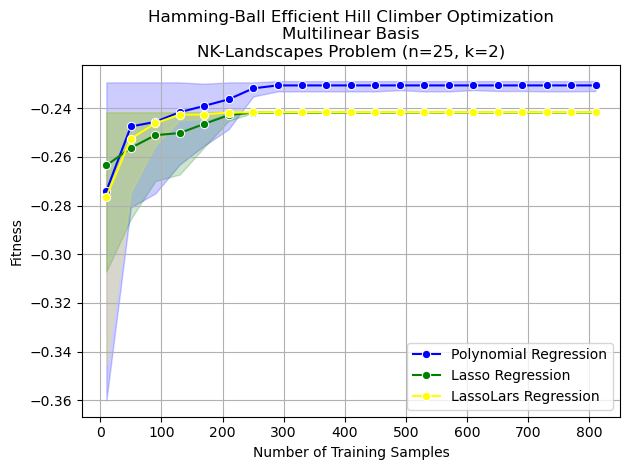 Hamming-Ball Efficient Hill Climber Optimization
Multilinear Basis
NK-Landscapes Problem (n=25, k=2)
Fitness
−0.24
−0.26
−0.28
−0.30
−0.32
−0.34
−0.36
Polynomial Regression
Lasso Regression
LassoLars Regression
0 100 200 300 400 500 600 700 800
Number of Training Samples